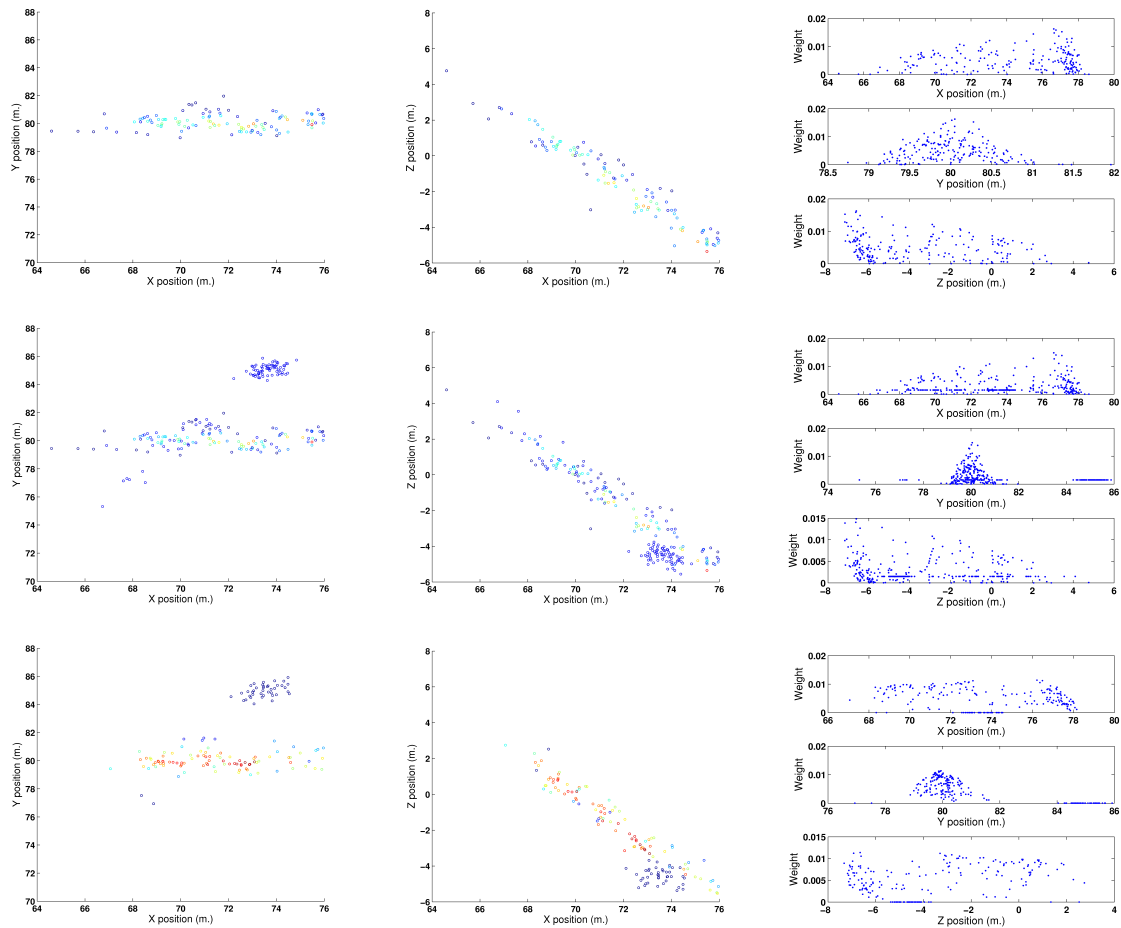 88
86
84
82
80
78
76
74
72
70
Y position (m.)
64 66 68 70 72 74 76
X position (m.)
8
6
4
2
0
−2
−4
−6
Z position (m.)
64 66 68 70 72 74 76
X position (m.)
0.02
0.01
0
Weight
64 66 68 70 72 74 76 78 80
X position (m.)
0.02
0.01
0
Weight
78.5 79 79.5 80 80.5 81 81.5 82
Y position (m.)
0.02
0.01
0
Weight
−8 −6 −4 −2 0 2 4 6
Z position (m.)
88
86
84
82
80
78
76
74
72
70
Y position (m.)
64 66 68 70 72 74 76
X position (m.)
8
6
4
2
0
−2
−4
−6
Z position (m.)
64 66 68 70 72 74 76
X position (m.)
0.02
0.01
0
Weight
64 66 68 70 72 74 76 78 80
X position (m.)
0.02
0.01
0
Weight
74 76 78 80 82 84 86
Y position (m.)
0.015
0.01
0.005
0
Weight
−8 −6 −4 −2 0 2 4 6
Z position (m.)
88
86
84
82
80
78
76
74
72
70
Y position (m.)
64 66 68 70 72 74 76
X position (m.)
8
6
4
2
0
−2
−4
−6
Z position (m.)
64 66 68 70 72 74 76
X position (m.)
0.02
0.01
0
Weight
66 68 70 72 74 76 78 80
X position (m.)
0.02
0.01
0
Weight
76 78 80 82 84 86
Y position (m.)
0.015
0.01
0.005
0
Weight
−8 −6 −4 −2 0 2 4
Z position (m.)